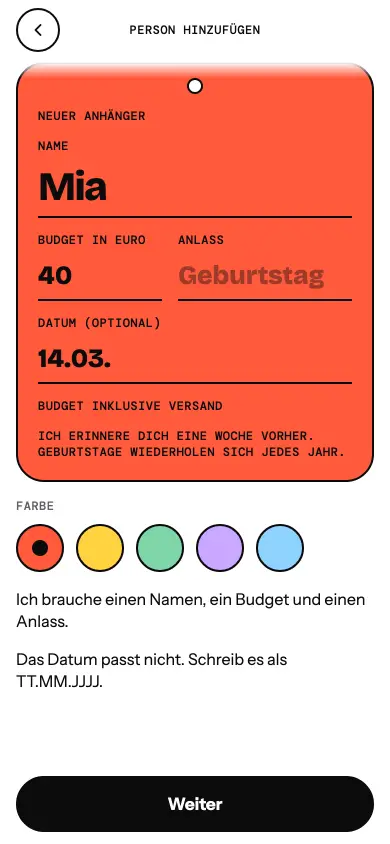 PERSON HINZUFÜGEN
NEUER ANHÄNGER
NAME
Mia
BUDGET IN EURO
ANLASS
40
Geburtstag
DATUM (OPTIONAL)
14.03.
BUDGET INKLUSIVE VERSAND
ICH ERINNERE DICH EINE WOCHE VORHER.
GEBURTSTAGE WIEDERHOLEN SICH JEDES JAHR.
FARBE
Ich brauche einen Namen, ein Budget und einen
Anlass.
Das Datum passt nicht. Schreib es als
TT.MM.JJJJ.
Weiter